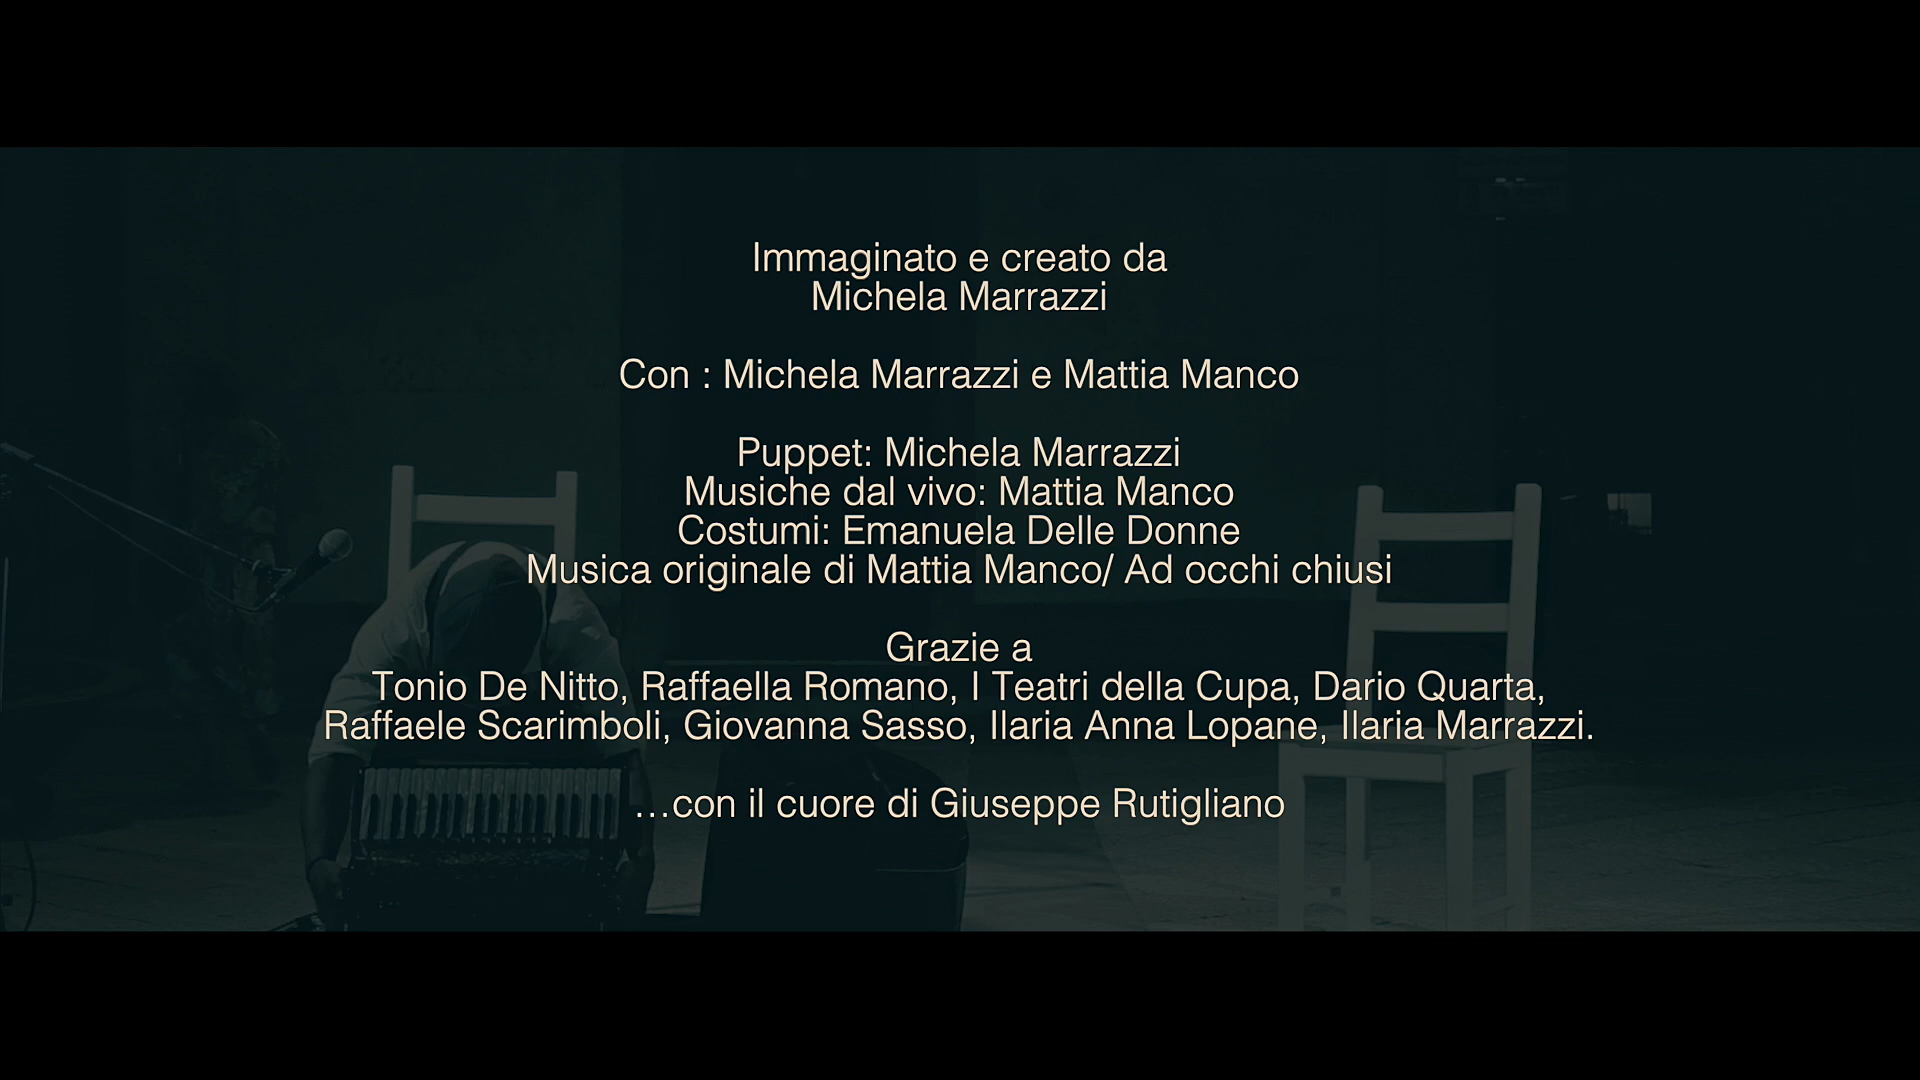 Immaginato e creato da
Michela Marrazzi
Con : Michela Marrazzi e Mattia Manco
Puppet: Michela Marrazzi
Musiche dal vivo: Mattia Manco
Costumi: Emanuela Delle Donne
Musica originale di Mattia Manco/ Ad occhi chiusi
Grazie a
Tonio De Nitto, Raffaella Romano, I Teatri della Cupa, Dario Quarta,
Raffaele Scarimboli, Giovanna Sasso, Ilaria Anna Lopane, Ilaria Marrazzi.
…con il cuore di Giuseppe Rutigliano